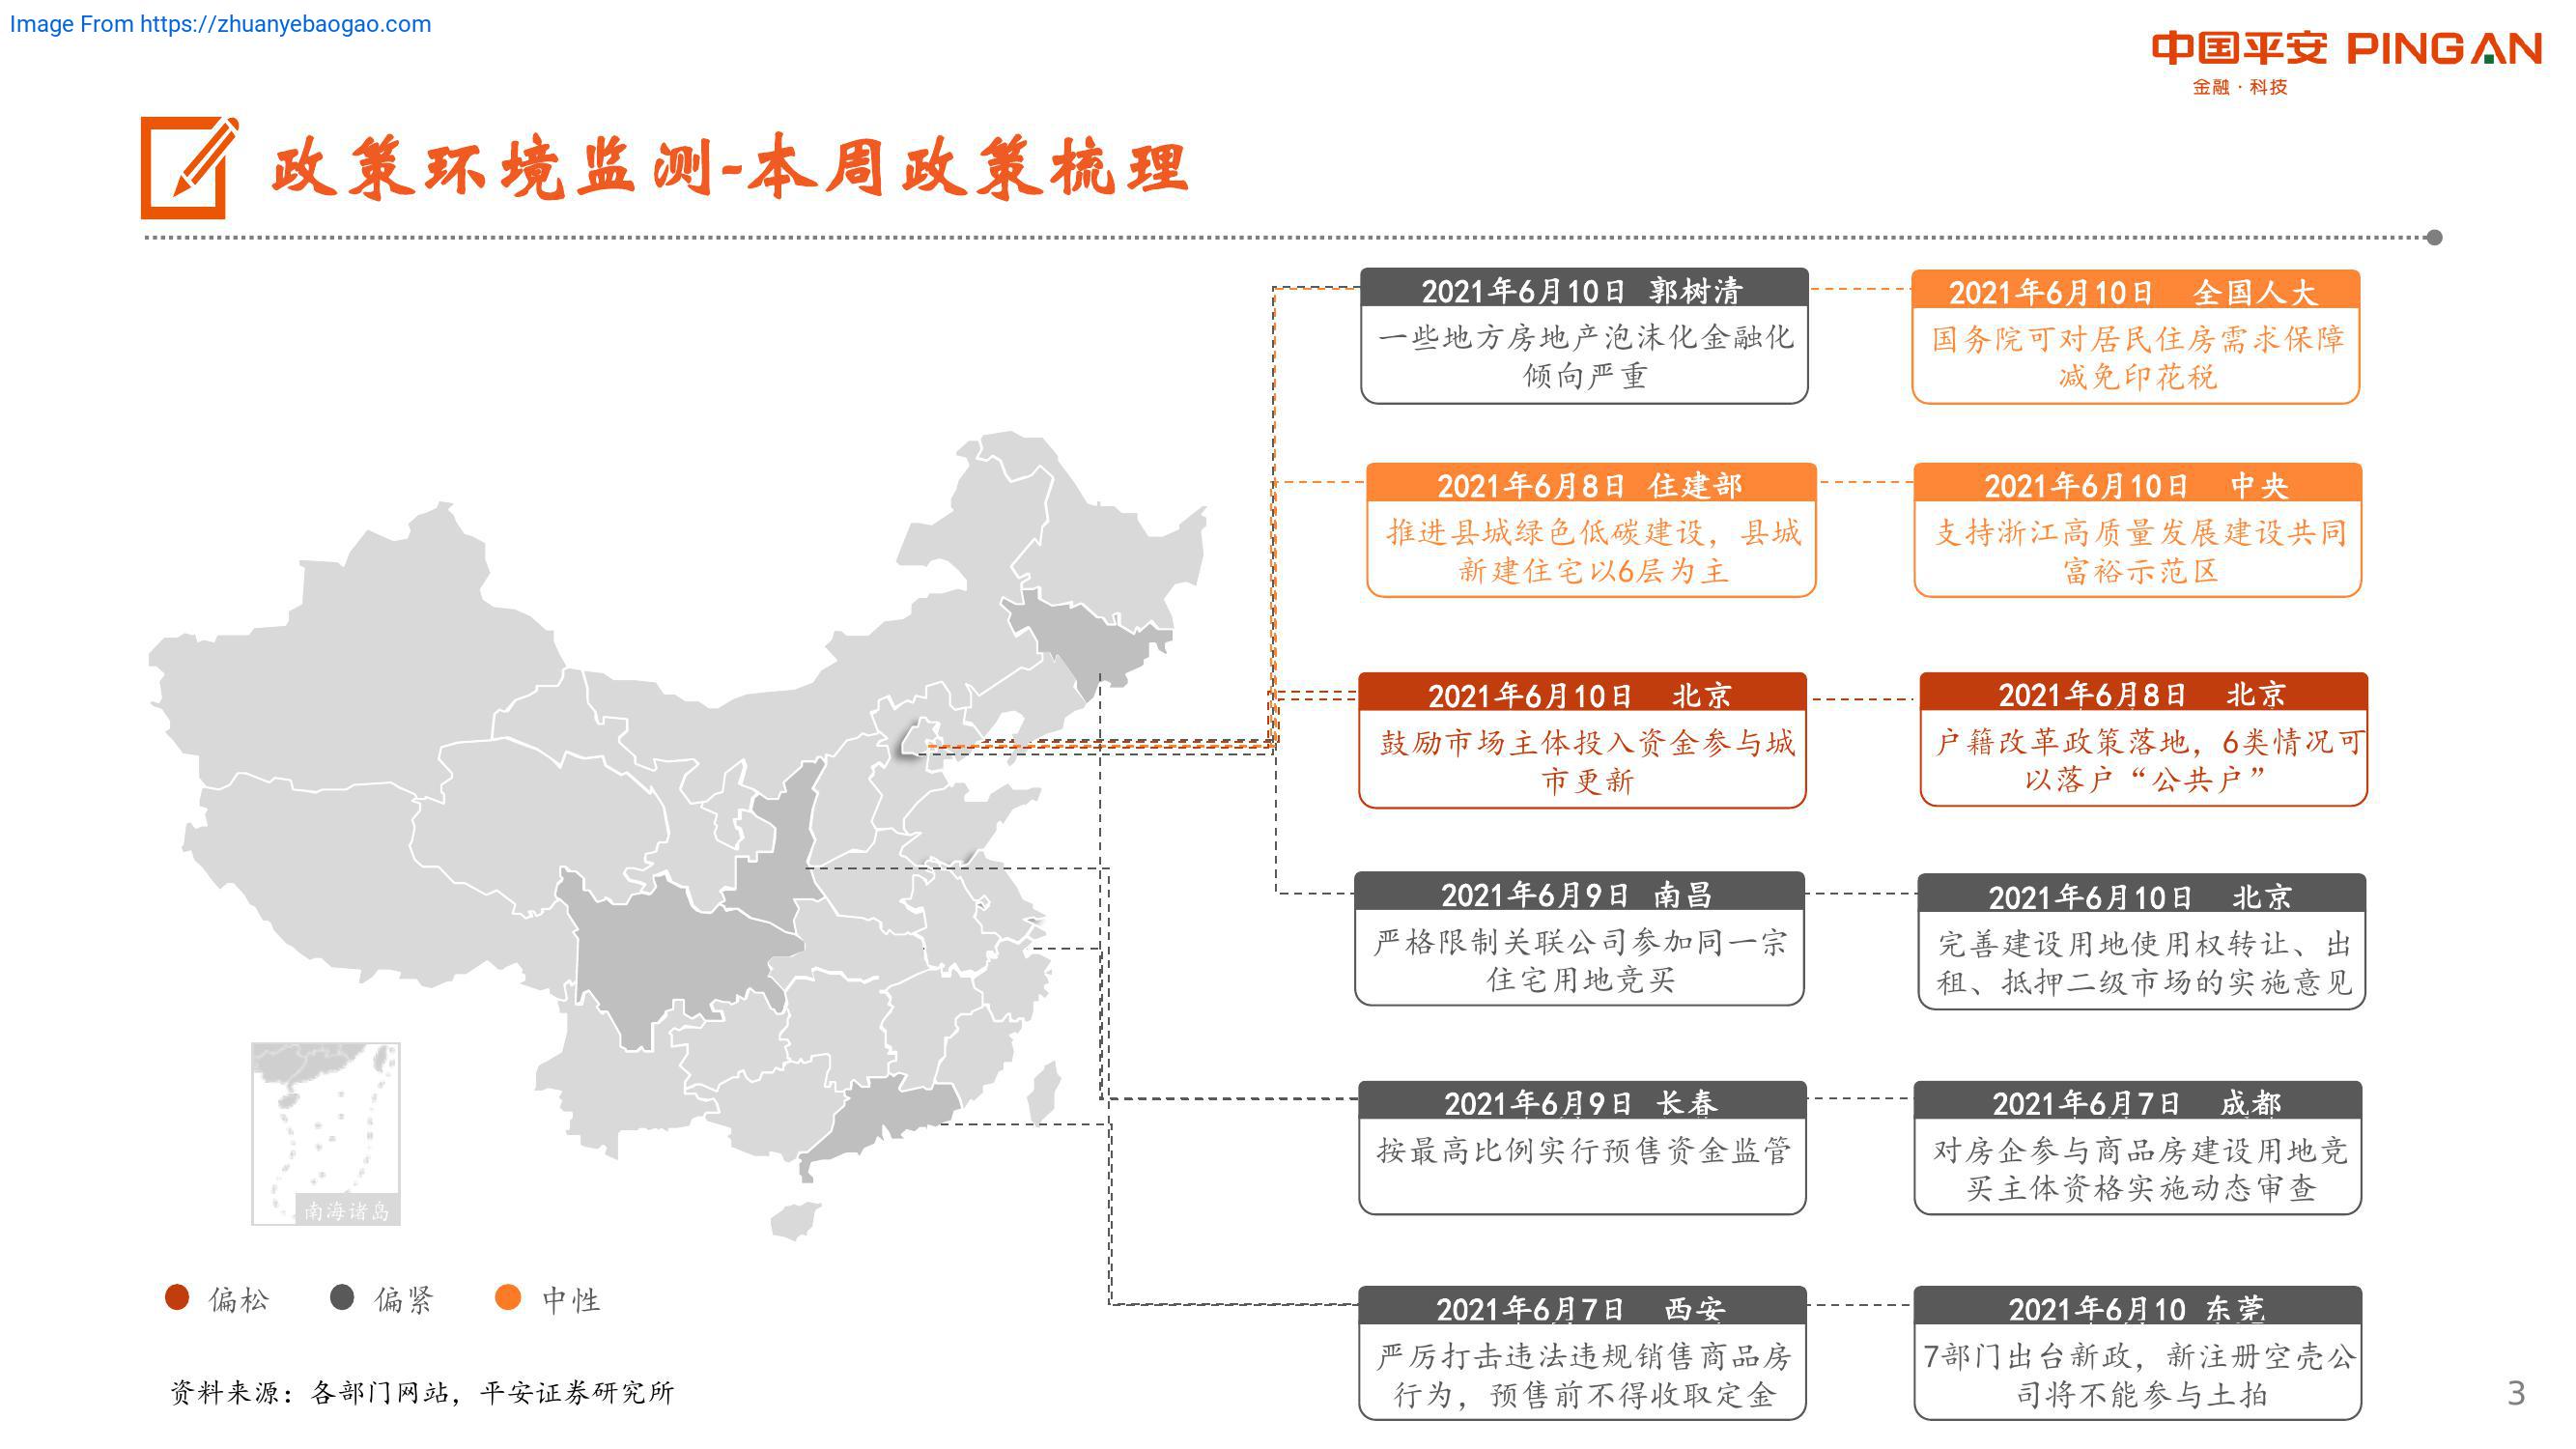 Image From https://zhuanyebaogao.com
中国平安 PINGAN
金融·科技
政策环境监测-本周政策梳理
2021年6月10日 郭树清
一些地方房地产泡沫化金融化
倾向严重
2021年6月10日 全国人大
国务院可对居民住房需求保障
减免印花税
2021年6月8日 住建部
推进县城绿色低碳建设，县城
新建住宅以6层为主
2021年6月10日 中央
支持浙江高质量发展建设共同
富裕示范区
2021年6月10日 北京
鼓励市场主体投入资金参与城
市更新
2021年6月8日 北京
户籍改革政策落地，6类情况可
以落户“公共户”
2021年6月9日 南昌
严格限制关联公司参加同一宗
住宅用地竞买
2021年6月10日 北京
完善建设用地使用权转让、出
租、抵押二级市场的实施意见
2021年6月9日 长春
按最高比例实行预售资金监管
2021年6月7日 成都
对房企参与商品房建设用地竞
买主体资格实施动态审查
2021年6月7日 西安
严厉打击违法违规销售商品房
行为，预售前不得收取定金
2021年6月10 东莞
7部门出台新政，新注册空壳公
司将不能参与土拍
南海诸岛
偏松 偏紧 中性
资料来源：各部门网站，平安证券研究所
3